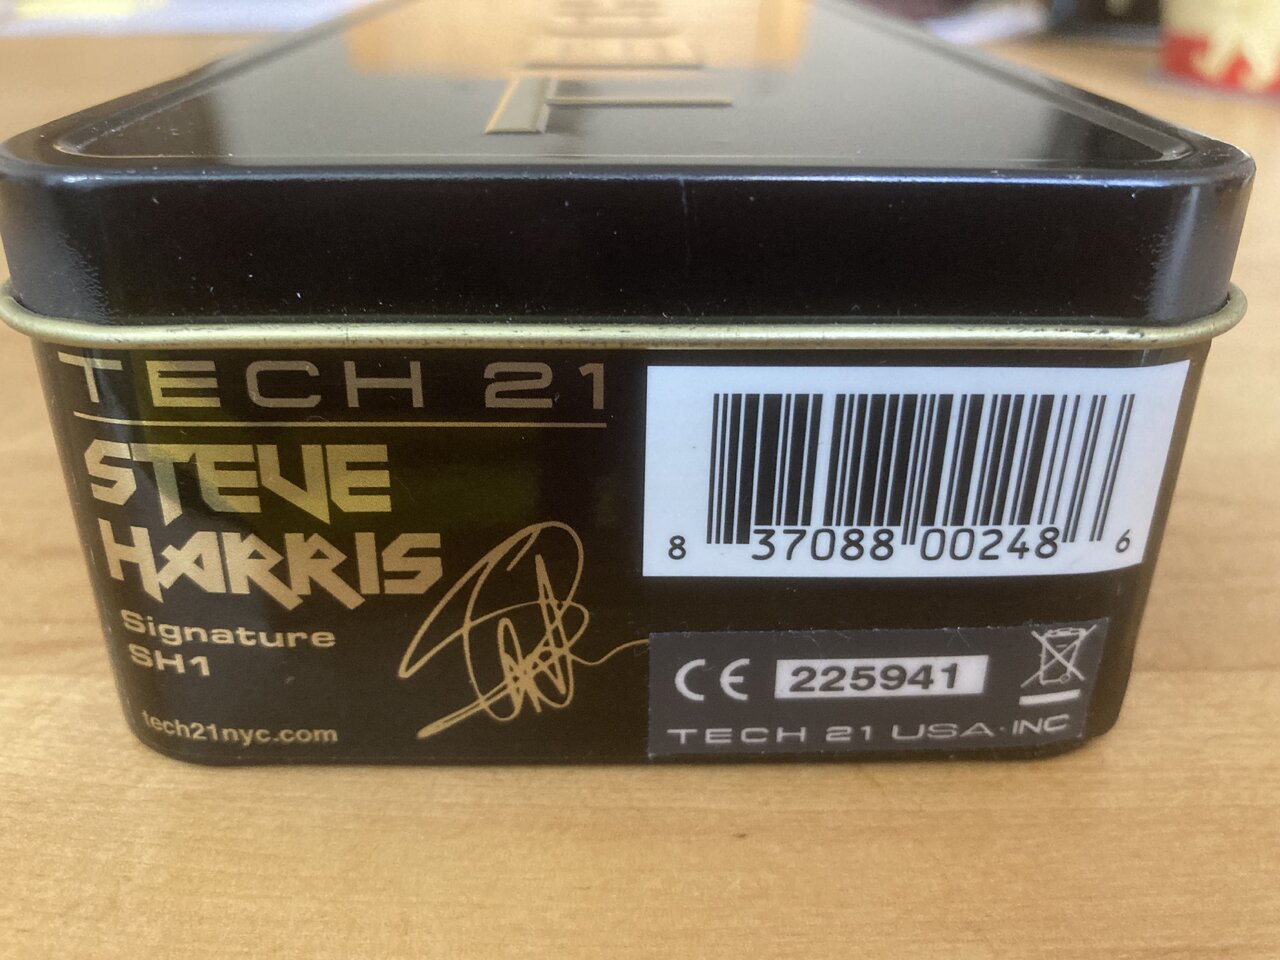 TECH 21
STEVE
HARRIS
Signature
SH1
tech21nyc.com
8 37088 00248 6
CE 225941
TECH 21 USA·INC